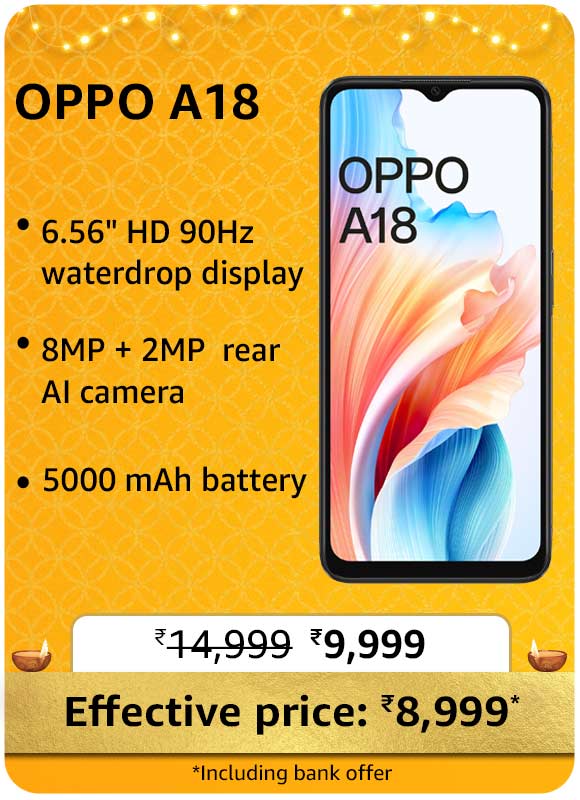 OPPO A18
• 6.56" HD 90Hz
waterdrop display
• 8MP + 2MP rear
AI camera
• 5000 mAh battery
OPPO
A18
₹14,999 ₹9,999
Effective price: ₹8,999*
*Including bank offer